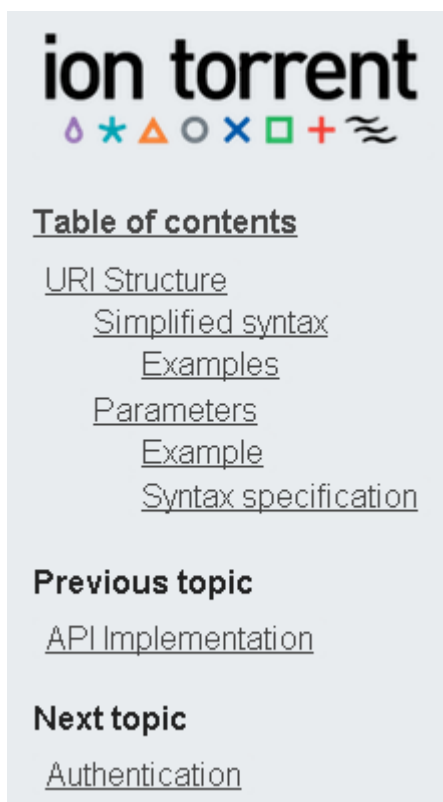 ion torrent
Table of contents
URI Structure
Simplified syntax
Examples
Parameters
Example
Syntax specification
Previous topic
API Implementation
Next topic
Authentication